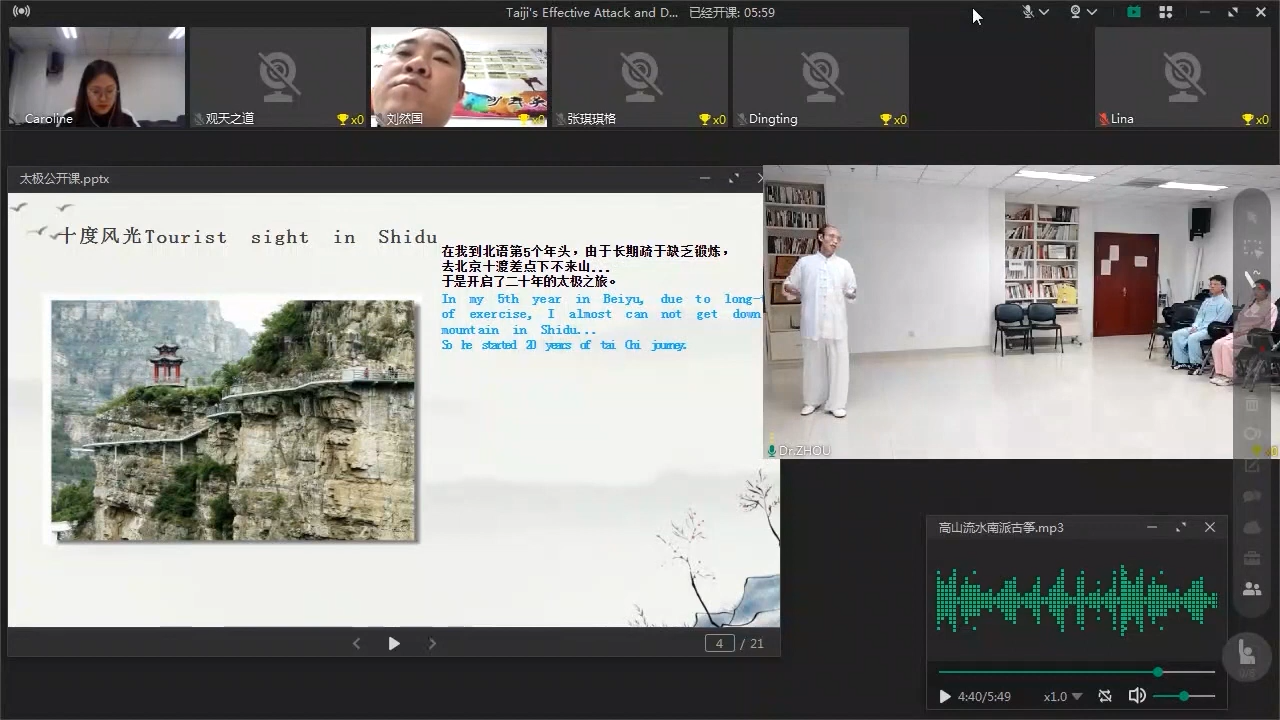 Taiji's Effective Attack and D... 已经开课: 05:59
Caroline
观天之道
x0
刘然国
x0
张琪琪格
x0
Dingting
x0
Lina
x0
太极公开课.pptx
十度风光Tourist sight in Shidu
在我到北语第5个年头，由于长期疏于缺乏锻炼，
去北京十渡差点下不来山...
于是开启了二十年的太极之旅。
In my 5th year in Beiyu, due to long-
of exercise, I almost can not get down
mountain in Shidu...
So he started 20 years of tai Chi journey.
Dr.ZHOU
高山流水南派古筝.mp3
4:40/5:49
x1.0
4 / 21